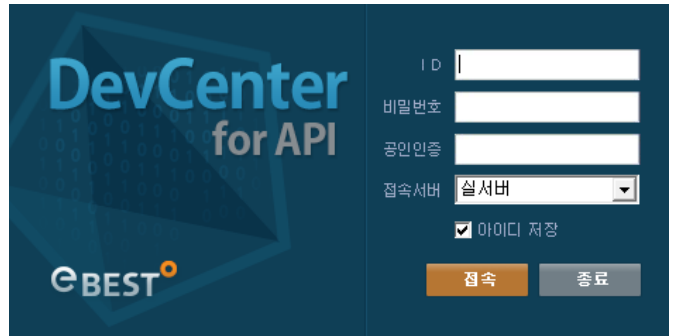 DevCenter
for API
eBEST
ID
비밀번호
공인인증
접속서버 실서버
아이디 저장
접속 종료